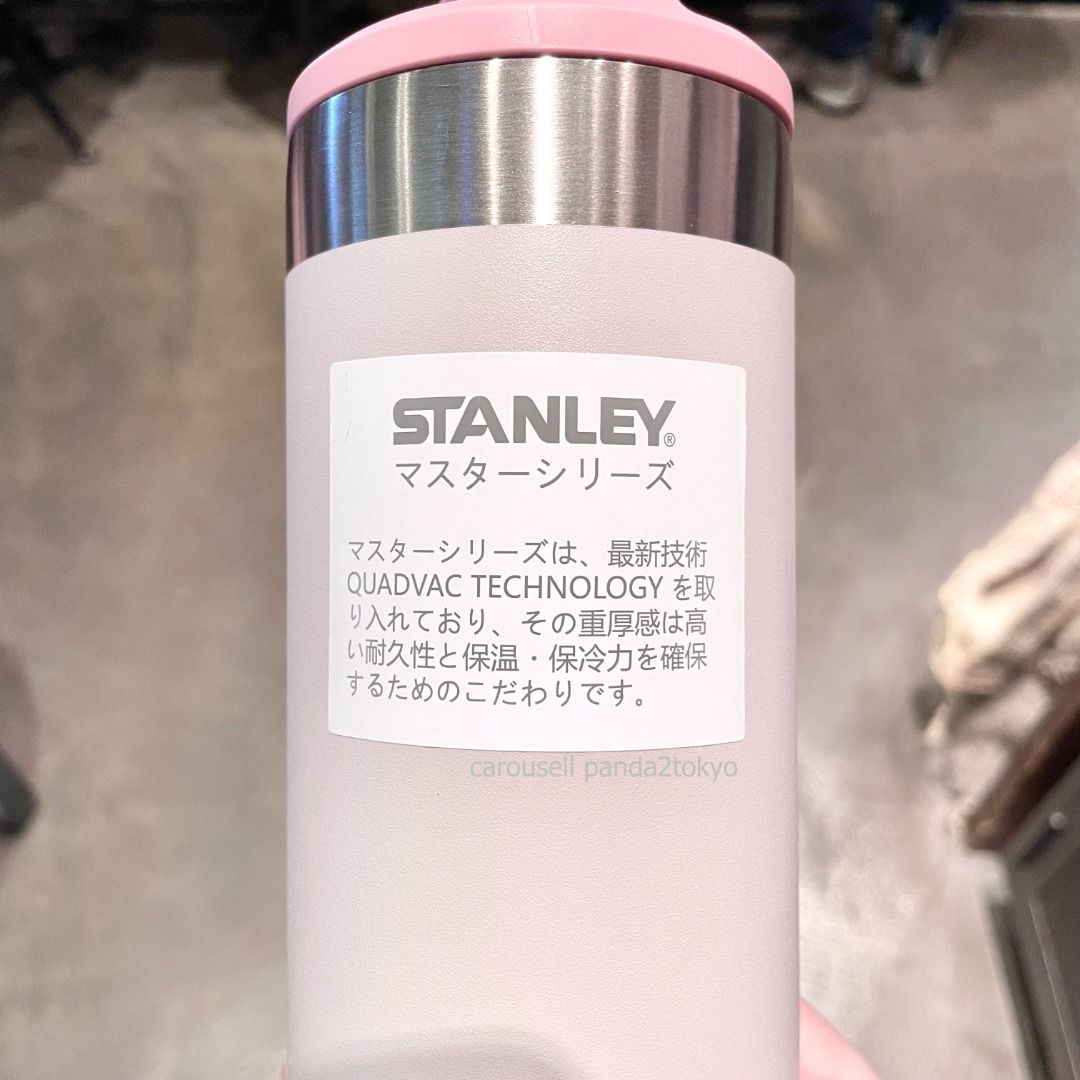 STANLEY®
マスターシリーズ
マスターシリーズは、最新技術
QUADVAC TECHNOLOGY を取
り入れており、その重厚感は高
い耐久性と保温・保冷力を確保
するためのこだわりです。
carousell panda2tokyo